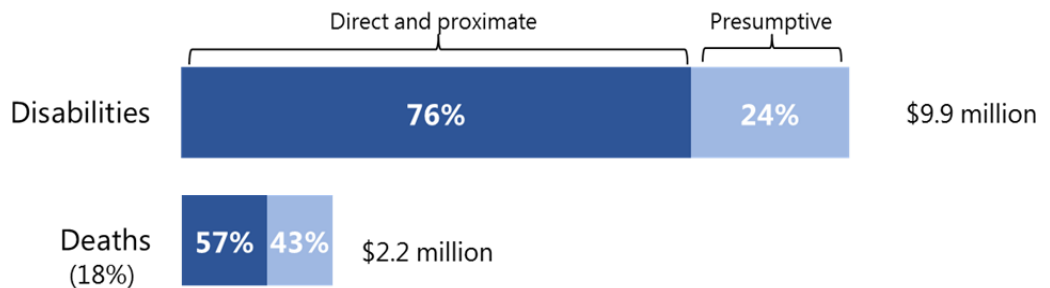 Direct and proximate
Presumptive
Disabilities
76%
24%
$9.9 million
Deaths
(18%)
57%
43%
$2.2 million